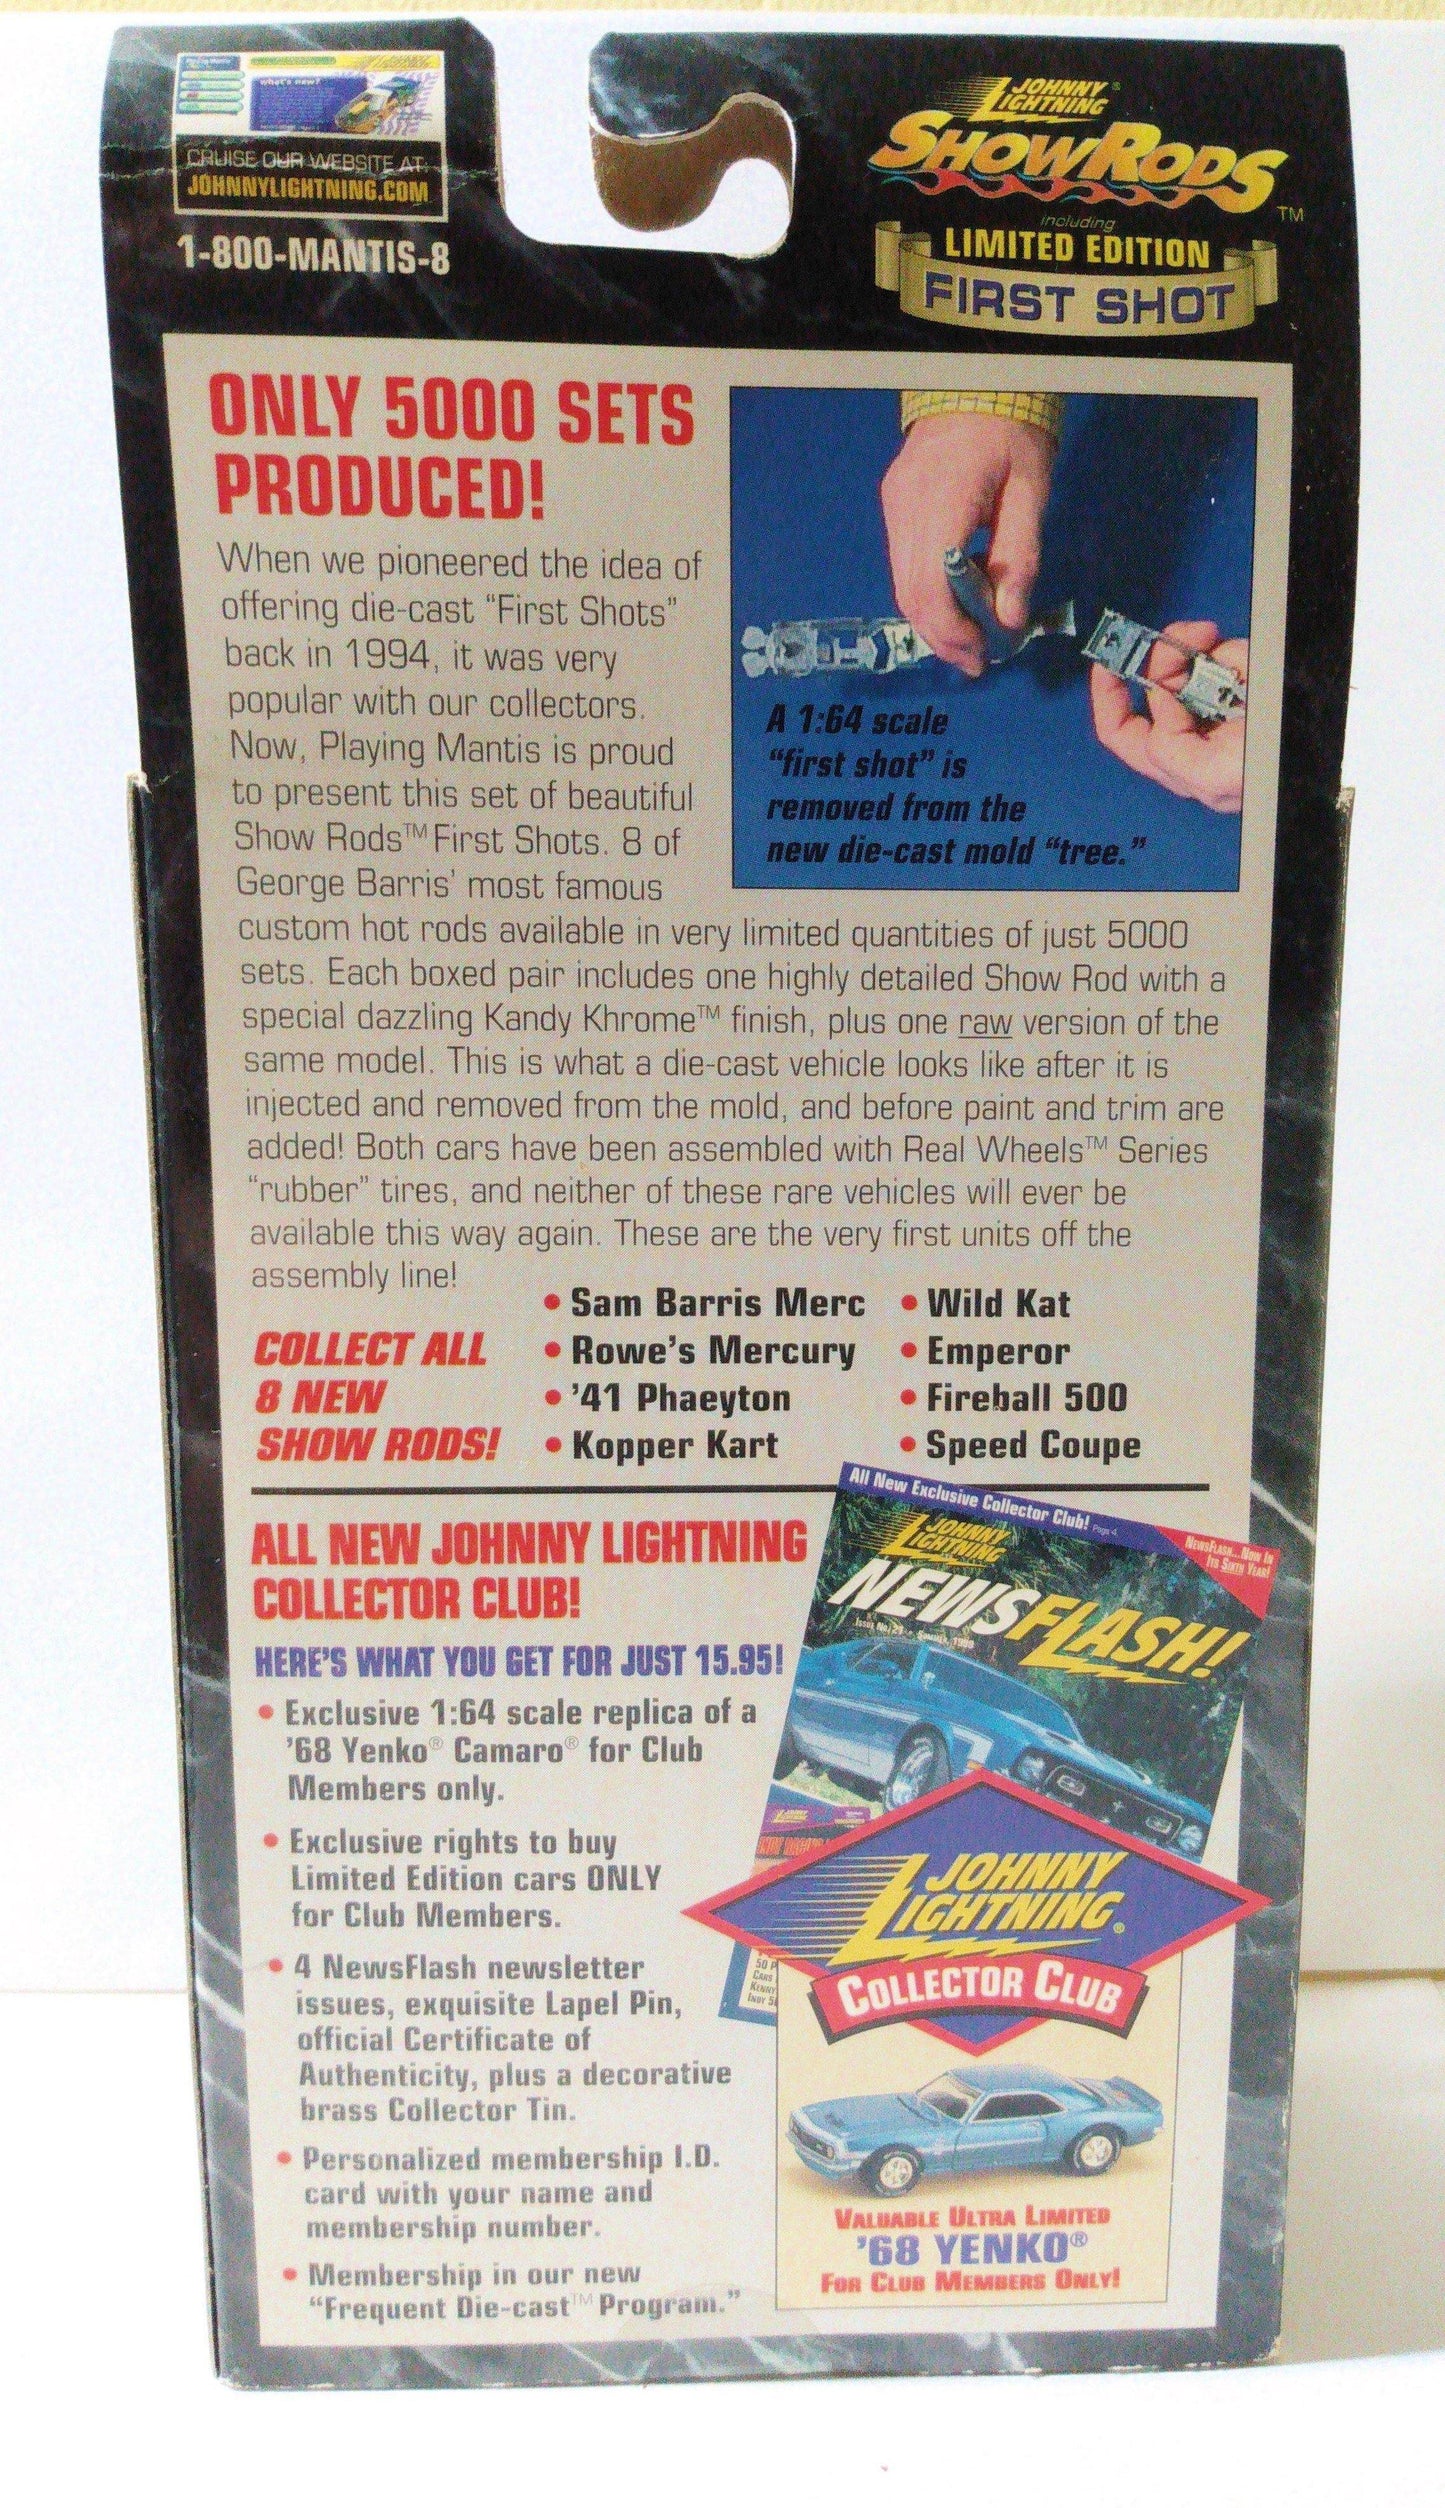 what's new?
CRUISE OUR WEBSITE AT:
JOHNNYLIGHTNING.COM
1-800-MANTIS-8
JOHNNY
LIGHTNING®
SHOWRODS™
including
LIMITED EDITION
FIRST SHOT
ONLY 5000 SETS
PRODUCED!
When we pioneered the idea of
offering die-cast “First Shots”
back in 1994, it was very
popular with our collectors.
Now, Playing Mantis is proud
to present this set of beautiful
Show Rods™ First Shots. 8 of
George Barris’ most famous
custom hot rods available in very limited quantities of just 5000
sets. Each boxed pair includes one highly detailed Show Rod with a
special dazzling Kandy Khrome™ finish, plus one raw version of the
same model. This is what a die-cast vehicle looks like after it is
injected and removed from the mold, and before paint and trim are
added! Both cars have been assembled with Real Wheels™ Series
“rubber” tires, and neither of these rare vehicles will ever be
available this way again. These are the very first units off the
assembly line!
A 1:64 scale
“first shot” is
removed from the
new die-cast mold “tree.”
COLLECT ALL
8 NEW
SHOW RODS!
• Sam Barris Merc
• Rowe’s Mercury
• ’41 Phaeyton
• Kopper Kart
• Wild Kat
• Emperor
• Fireball 500
• Speed Coupe
ALL NEW JOHNNY LIGHTNING
COLLECTOR CLUB!
HERE’S WHAT YOU GET FOR JUST 15.95!
• Exclusive 1:64 scale replica of a
’68 Yenko® Camaro® for Club
Members only.
• Exclusive rights to buy
Limited Edition cars ONLY
for Club Members.
• 4 NewsFlash newsletter
issues, exquisite Lapel Pin,
official Certificate of
Authenticity, plus a decorative
brass Collector Tin.
• Personalized membership I.D.
card with your name and
membership number.
• Membership in our new
“Frequent Die-cast™ Program.”
All New Exclusive Collector Club! Page 4
NEWSFLASH...NOW IN
ITS SIXTH YEAR!
JOHNNY
LIGHTNING
NEWSFLASH!
JOHNNY
LIGHTNING®
COLLECTOR CLUB
VALUABLE ULTRA LIMITED
’68 YENKO®
FOR CLUB MEMBERS ONLY!